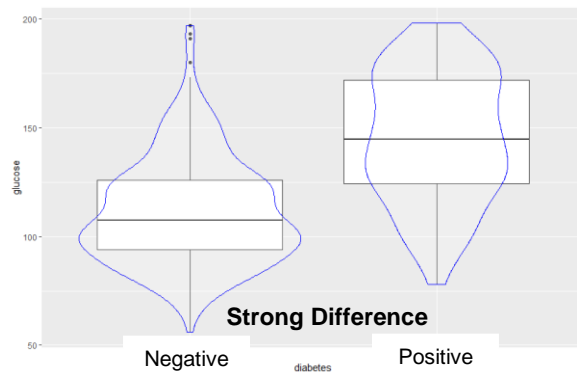 200
150
glucose
100
Strong Difference
50
Negative
Positive
diabetes